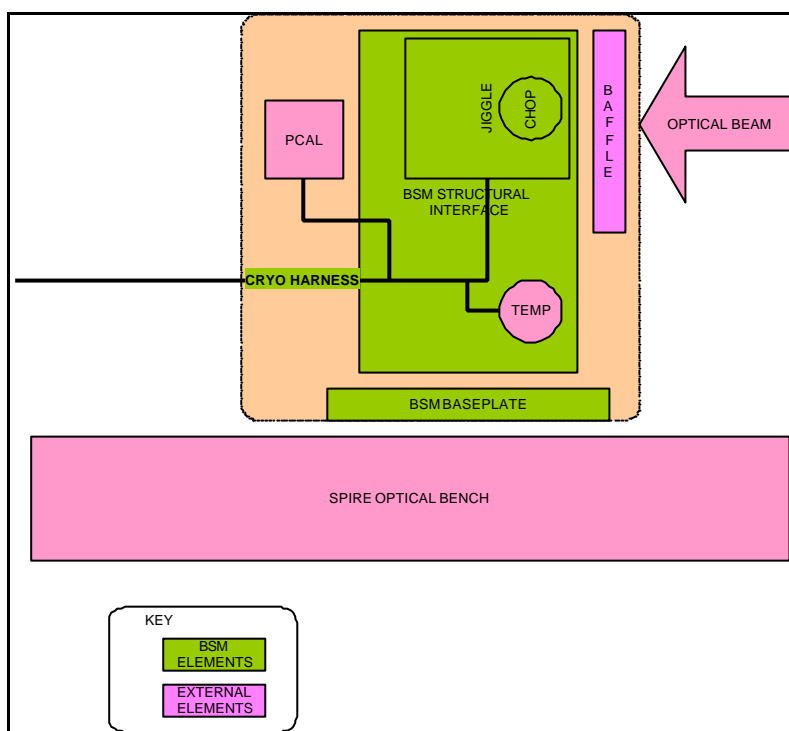 B
A
F
F
L
E
JIGGLE
CHOP
OPTICAL BEAM
PCAL
BSM STRUCTURAL
INTERFACE
CRYO HARNESS
TEMP
BSM BASEPLATE
SPIRE OPTICAL BENCH
KEY
BSM
ELEMENTS
EXTERNAL
ELEMENTS